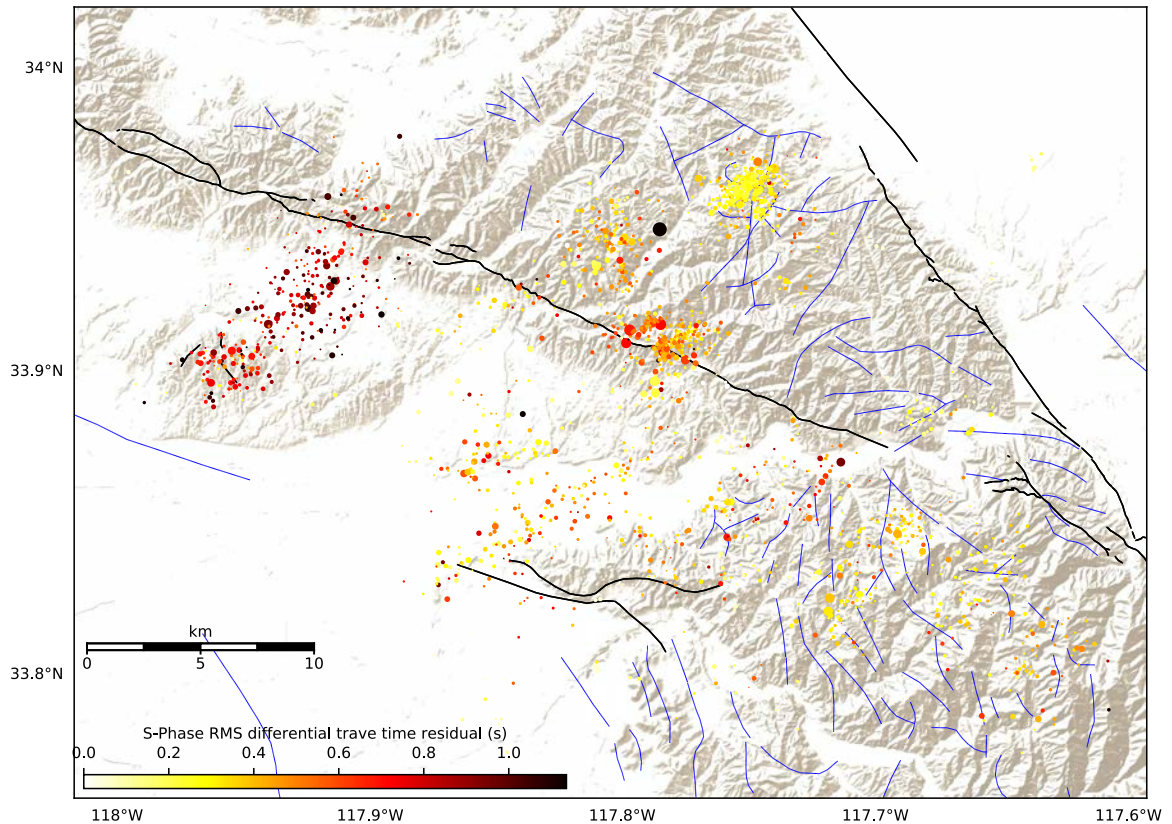 34°N
33.9°N
33.8°N
km
0 5 10
S-Phase RMS differential trave time residual (s)
0.0 0.2 0.4 0.6 0.8 1.0
118°W 117.9°W 117.8°W 117.7°W 117.6°W